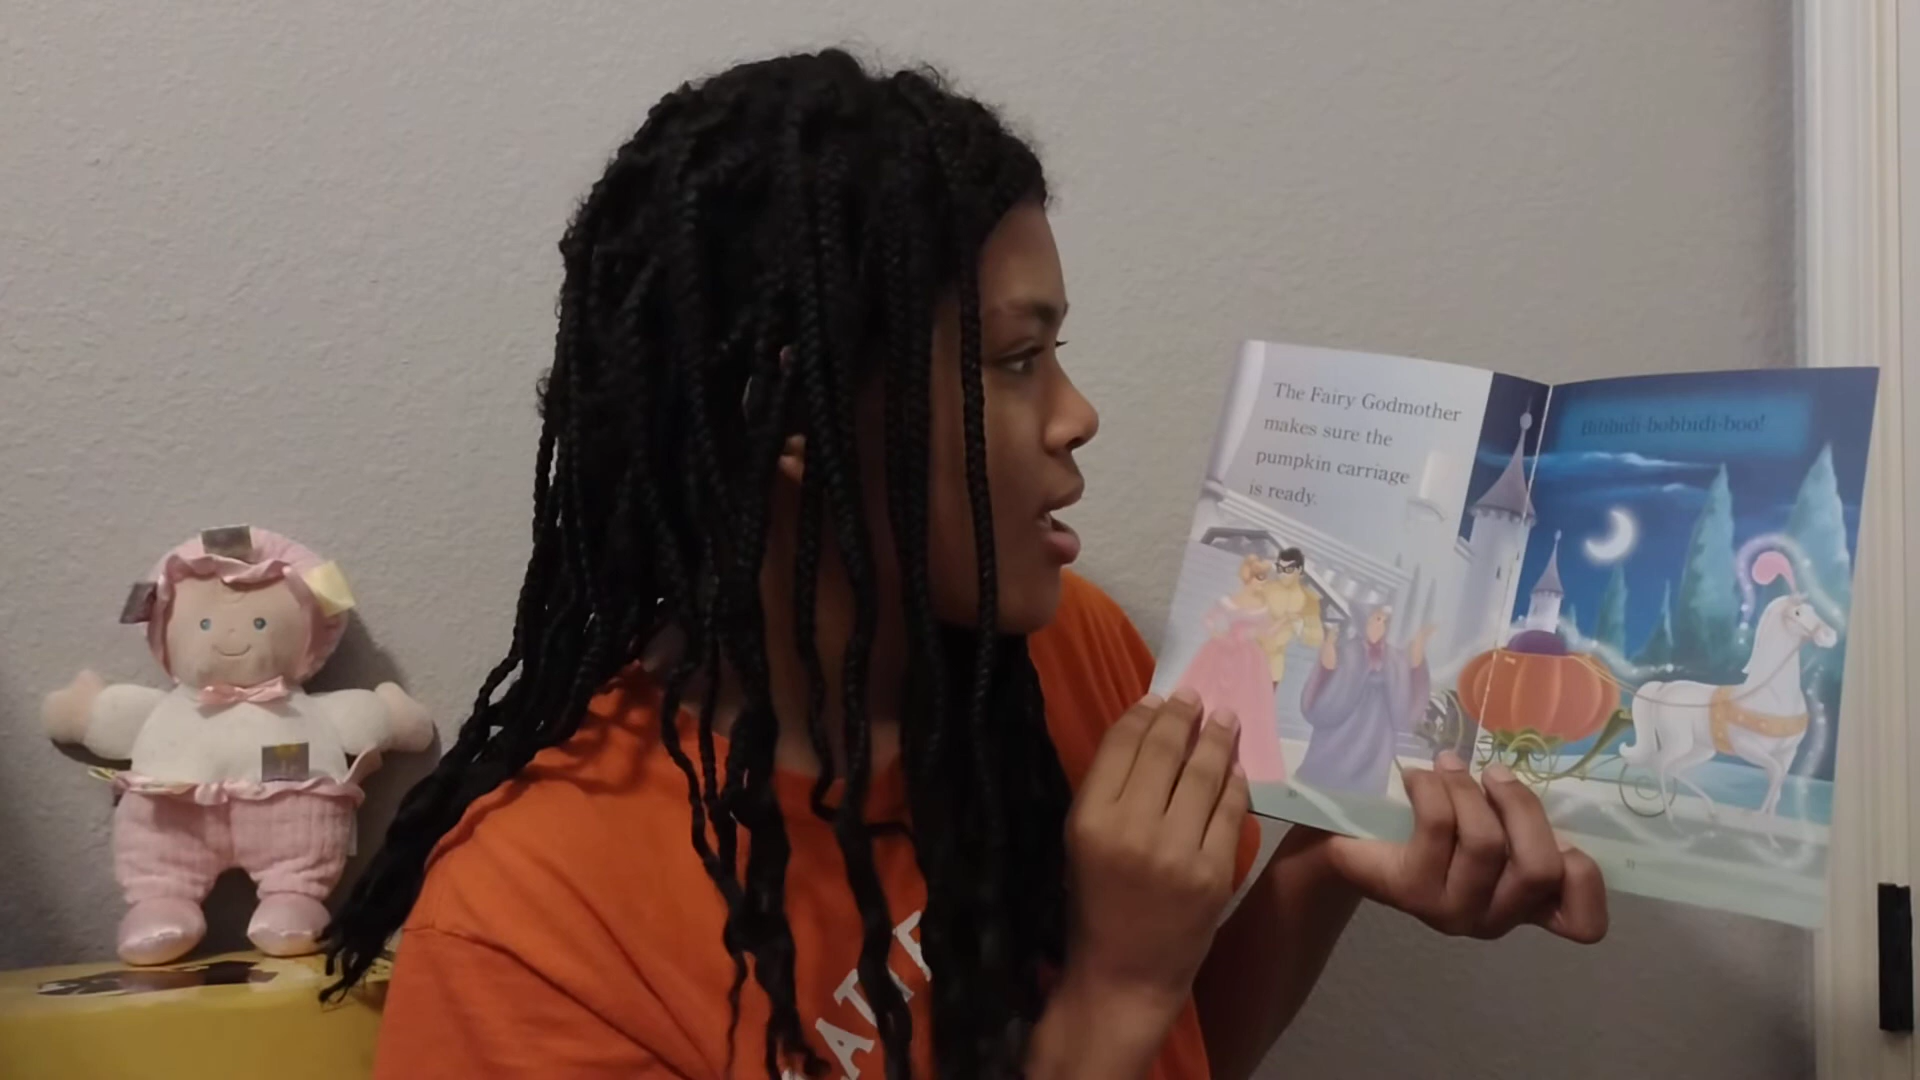 The Fairy Godmother
makes sure the
pumpkin carriage
is ready.
Bibbidi-bobbidi-boo!